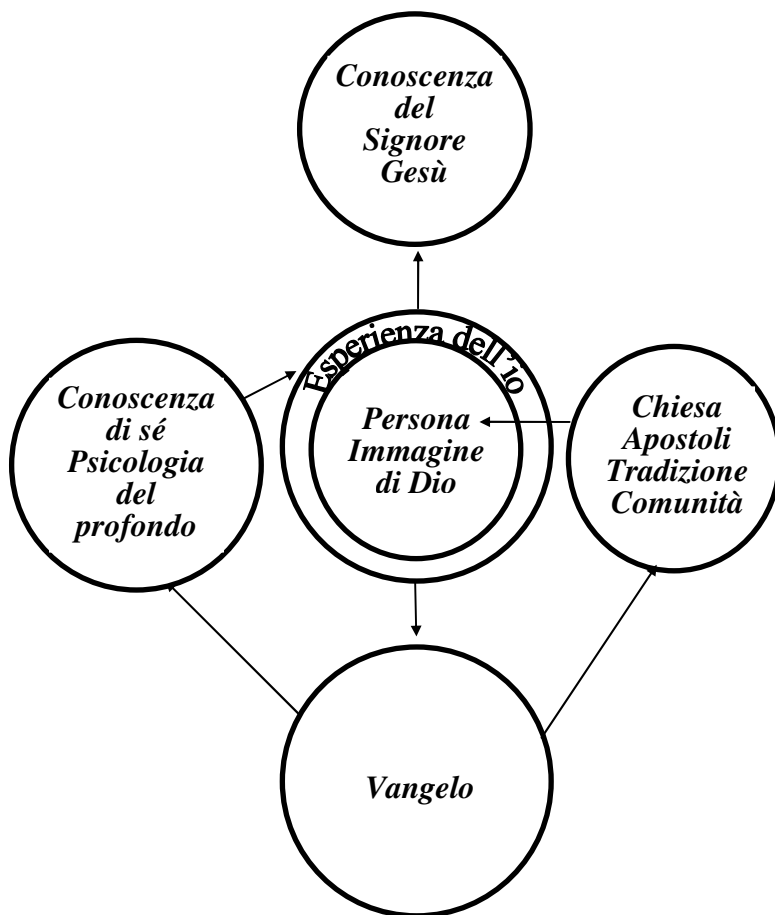 Conoscenza
del
Signore
Gesù
Esperienza dell'io
Conoscenza
di sé
Psicologia
del
profondo
Persona
Immagine
di Dio
Chiesa
Apostoli
Tradizione
Comunità
Vangelo